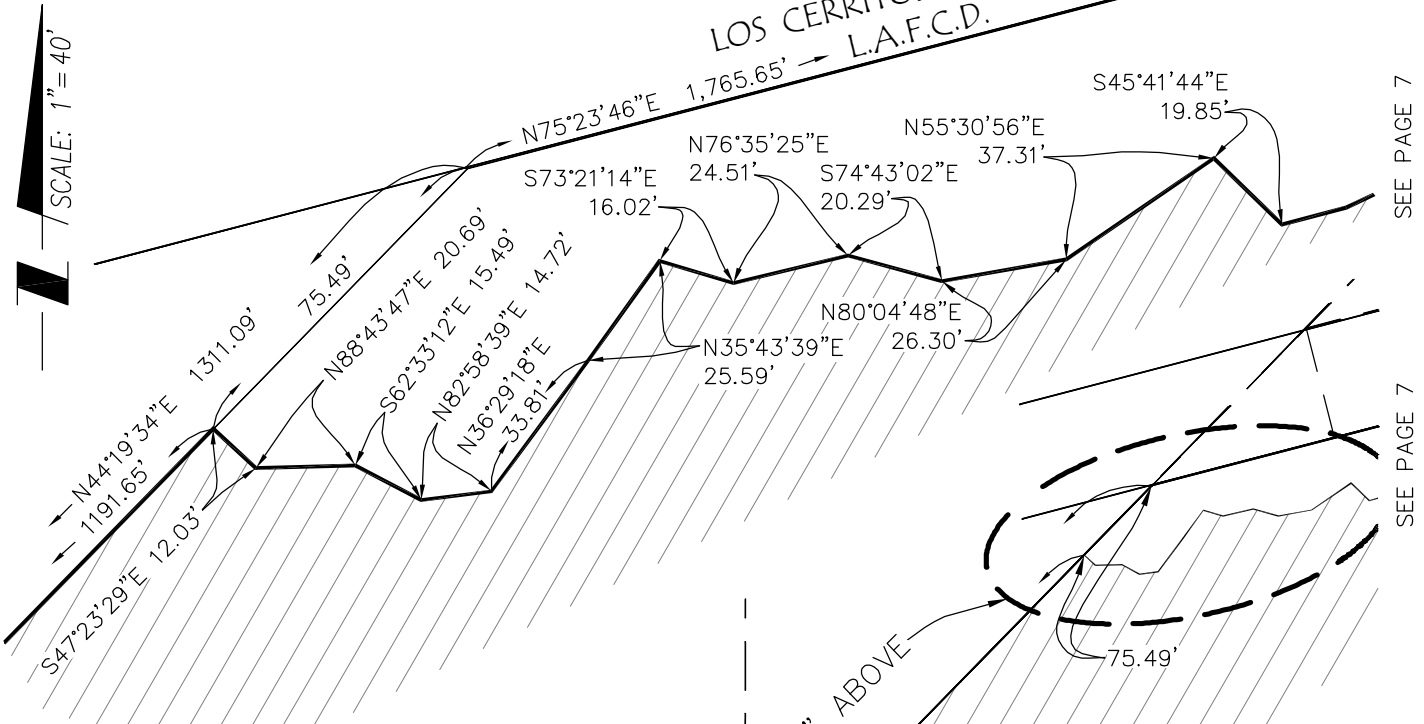 SCALE: 1"= 40'
LOS
L.A.F.C.D.
N75°23'46"E 1,765.65'
S45°41'44"E
19.85'
N55°30'56"E
37.31'
N76°35'25"E
24.51'
S74°43'02"E
20.29'
S73°21'14"E
16.02'
SEE PAGE 7
75.49'
1311.09'
N88°43'47"E 20.69'
S62°33'12"E 15.49'
N82°58'39"E 14.72'
N36°29'18"E
33.81'
N35°43'39"E
25.59'
N80°04'48"E
26.30'
N44°19'34"E
1191.65'
S47°23'29"E 12.03'
SEE PAGE 7
75.49'
ABOVE